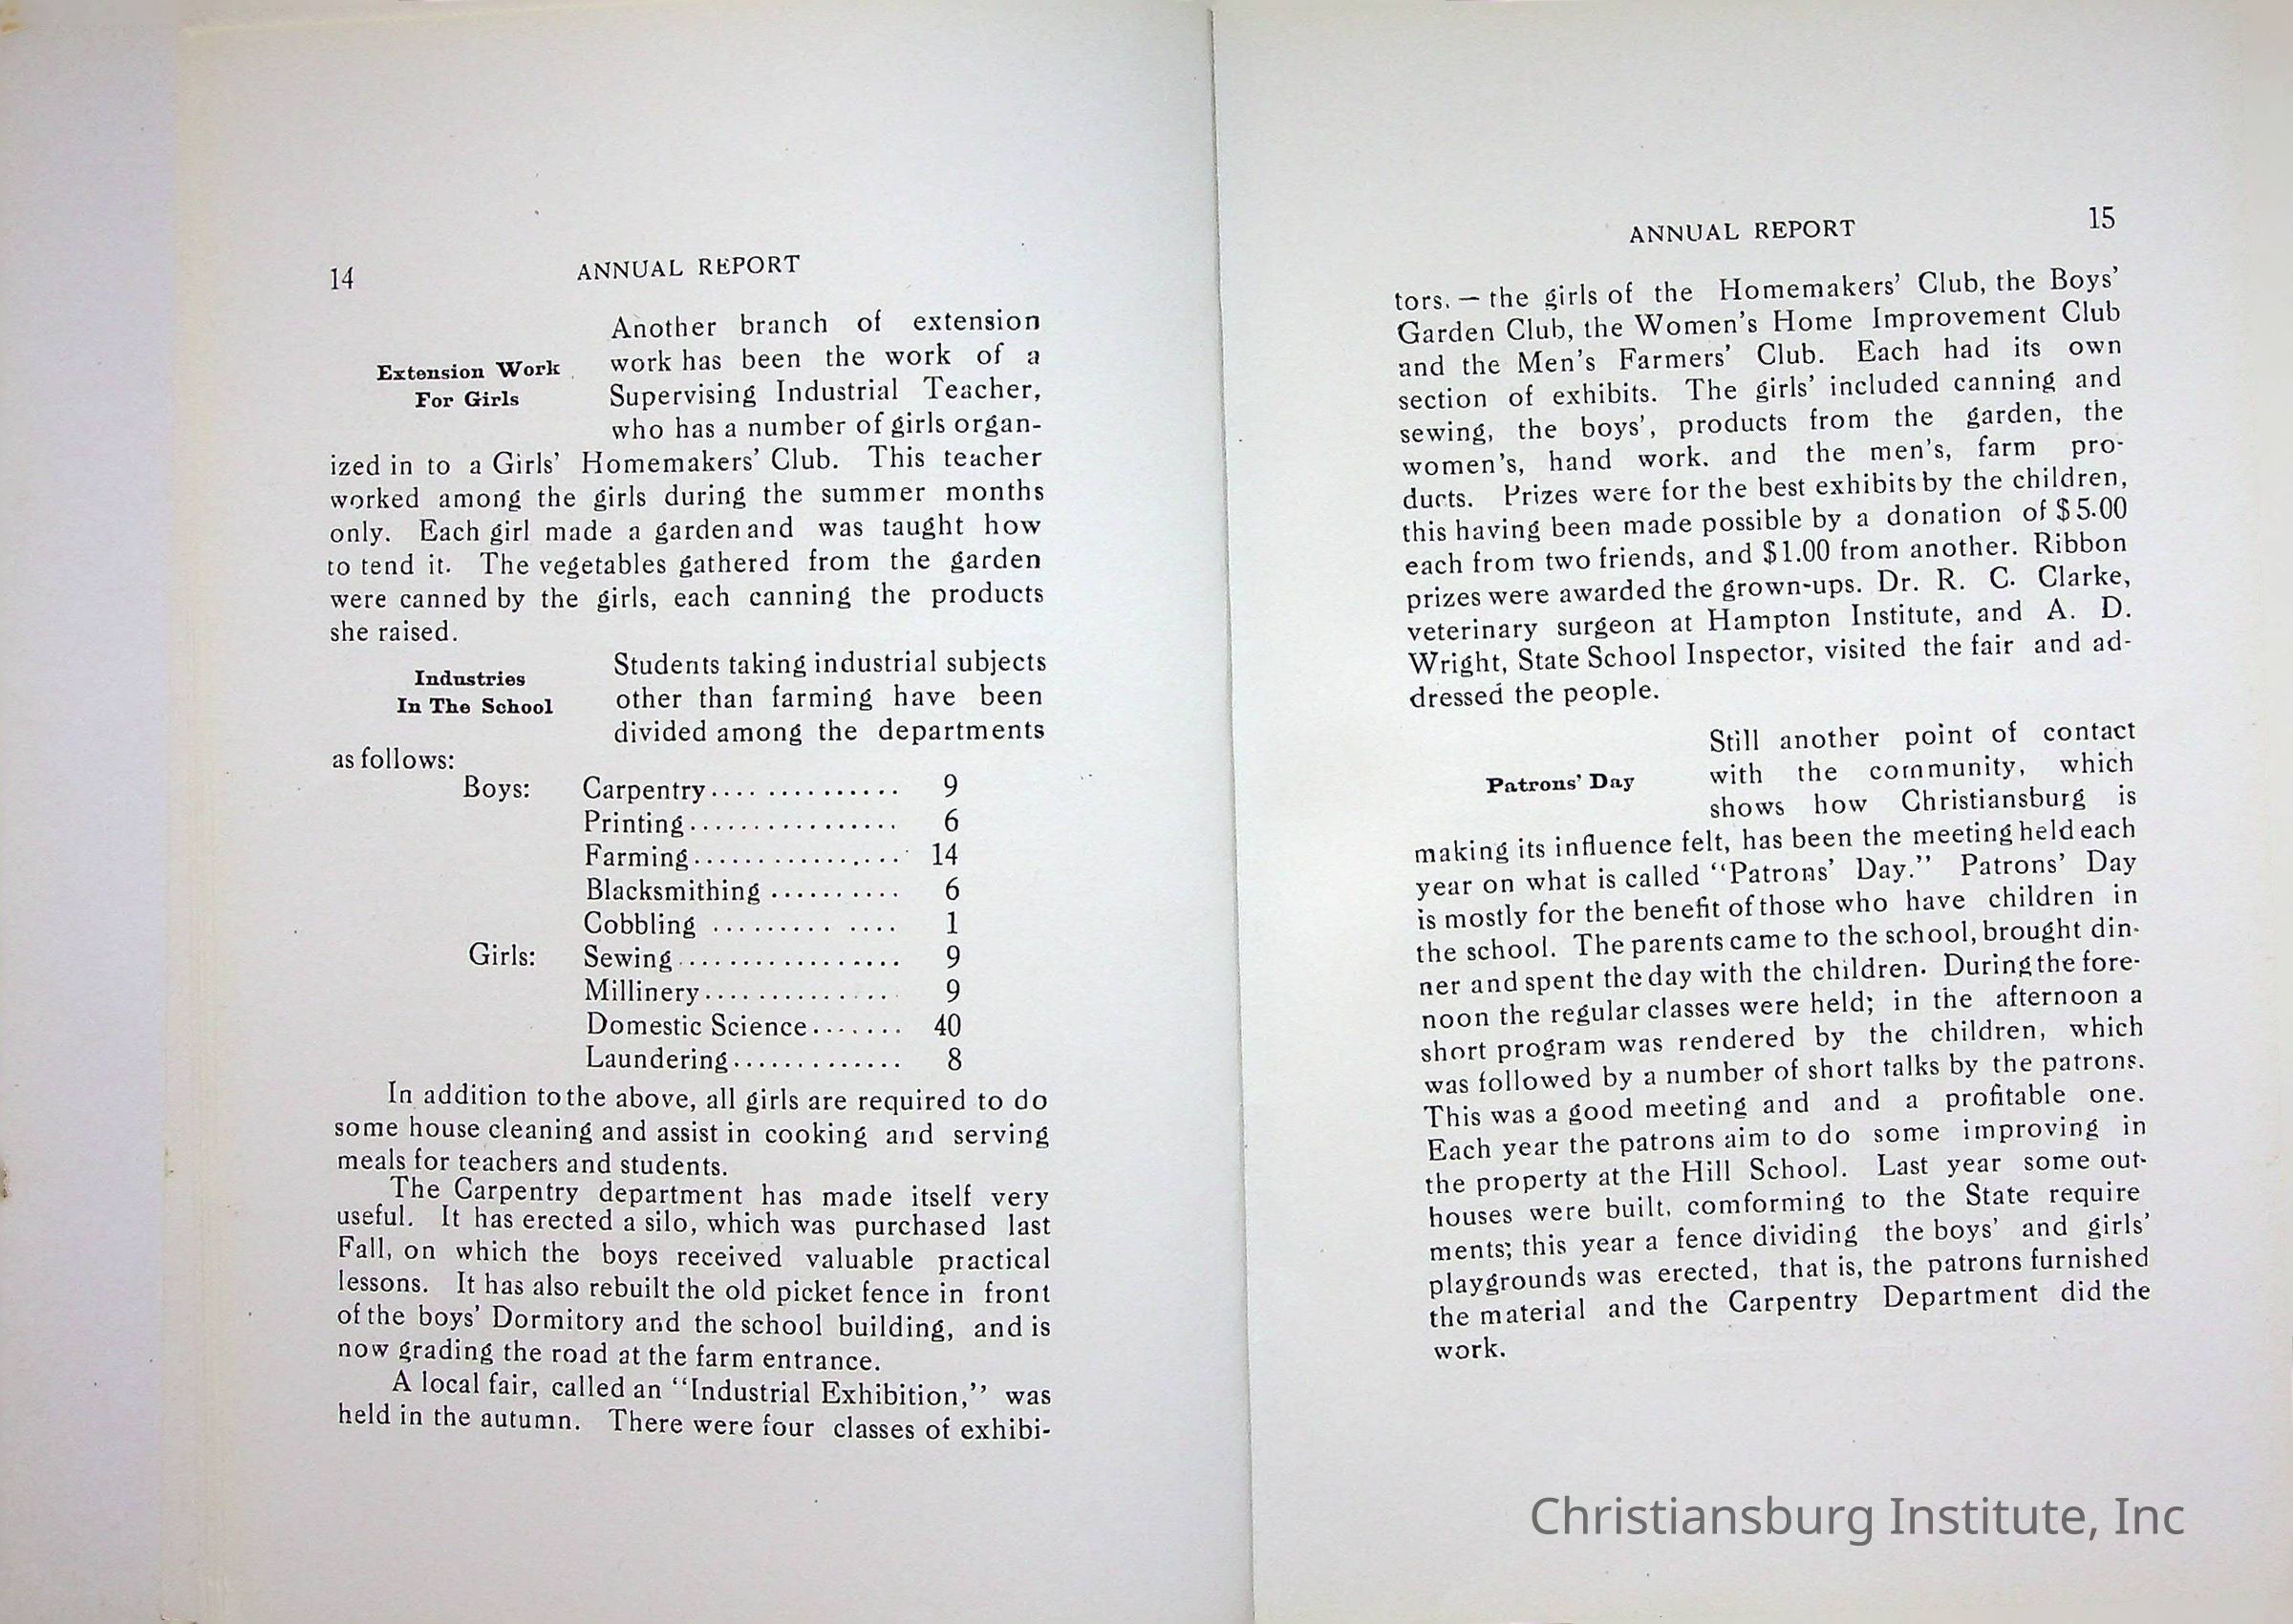 14
ANNUAL REPORT
Extension Work
For Girls
Another branch of extension
work has been the work of a
Supervising Industrial Teacher,
who has a number of girls organ-
ized in to a Girls' Homemakers' Club. This teacher
worked among the girls during the summer months
only. Each girl made a garden and was taught how
to tend it. The vegetables gathered from the garden
were canned by the girls, each canning the products
she raised.
Industries
In The School
Students taking industrial subjects
other than farming have been
divided among the departments
as follows:
Boys: Carpentry.... ............. 9
Printing................ 6
Farming.................... 14
Blacksmithing .......... 6
Cobbling ......... .... 1
Girls: Sewing................. 9
Millinery.............. 9
Domestic Science....... 40
Laundering............. 8
In addition to the above, all girls are required to do
some house cleaning and assist in cooking and serving
meals for teachers and students.
The Carpentry department has made itself very
useful. It has erected a silo, which was purchased last
Fall, on which the boys received valuable practical
lessons. It has also rebuilt the old picket fence in front
of the boys' Dormitory and the school building, and is
now grading the road at the farm entrance.
A local fair, called an "Industrial Exhibition," was
held in the autumn. There were four classes of exhibi-
ANNUAL REPORT
15
tors. — the girls of the Homemakers' Club, the Boys'
Garden Club, the Women's Home Improvement Club
and the Men's Farmers' Club. Each had its own
section of exhibits. The girls' included canning and
sewing, the boys', products from the garden, the
women's, hand work. and the men's, farm pro-
ducts. Prizes were for the best exhibits by the children,
this having been made possible by a donation of $5.00
each from two friends, and $1.00 from another. Ribbon
prizes were awarded the grown-ups. Dr. R. C. Clarke,
veterinary surgeon at Hampton Institute, and A. D.
Wright, State School Inspector, visited the fair and ad-
dressed the people.
Patrons' Day
Still another point of contact
with the community, which
shows how Christiansburg is
making its influence felt, has been the meeting held each
year on what is called "Patrons' Day." Patrons' Day
is mostly for the benefit of those who have children in
the school. The parents came to the school, brought din-
ner and spent the day with the children. During the fore-
noon the regular classes were held; in the afternoon a
short program was rendered by the children, which
was followed by a number of short talks by the patrons.
This was a good meeting and and a profitable one.
Each year the patrons aim to do some improving in
the property at the Hill School. Last year some out-
houses were built, comforming to the State require
ments; this year a fence dividing the boys' and girls'
playgrounds was erected, that is, the patrons furnished
the material and the Carpentry Department did the
work.
Christiansburg Institute, Inc